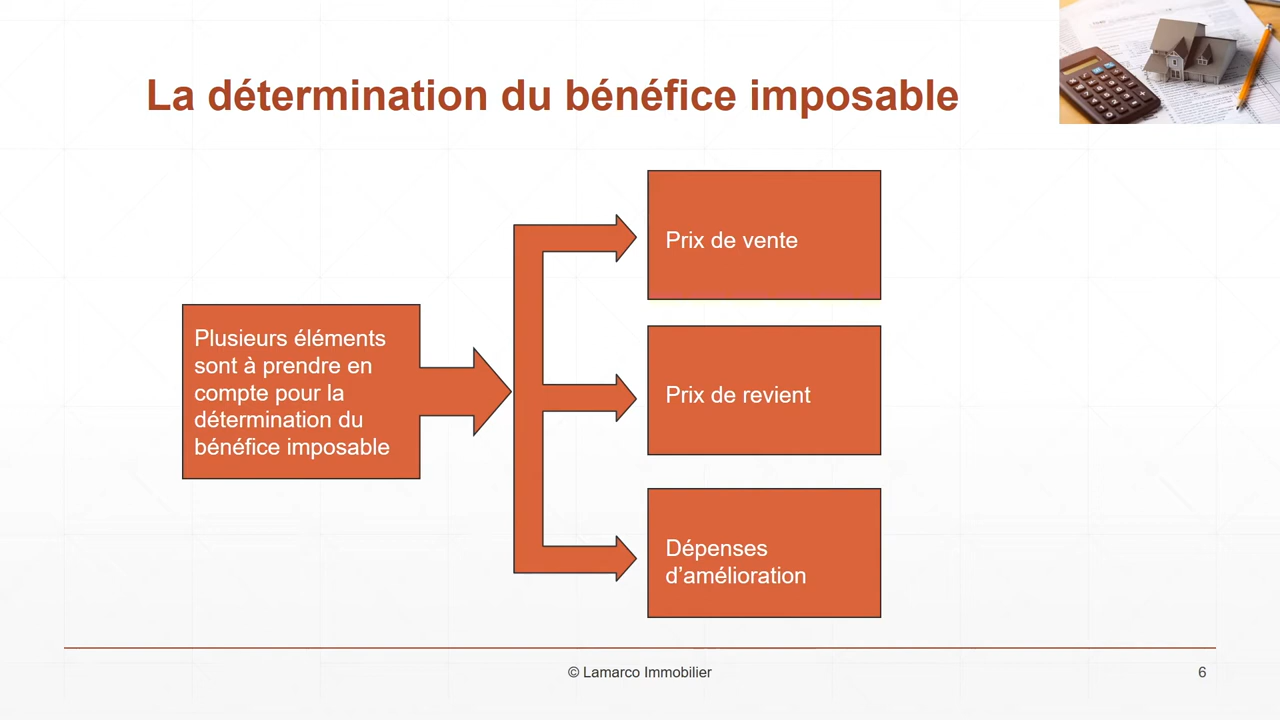 La détermination du bénéfice imposable
Plusieurs éléments
sont à prendre en
compte pour la
détermination du
bénéfice imposable
Prix de vente
Prix de revient
Dépenses
d’amélioration
© Lamarco Immobilier
6